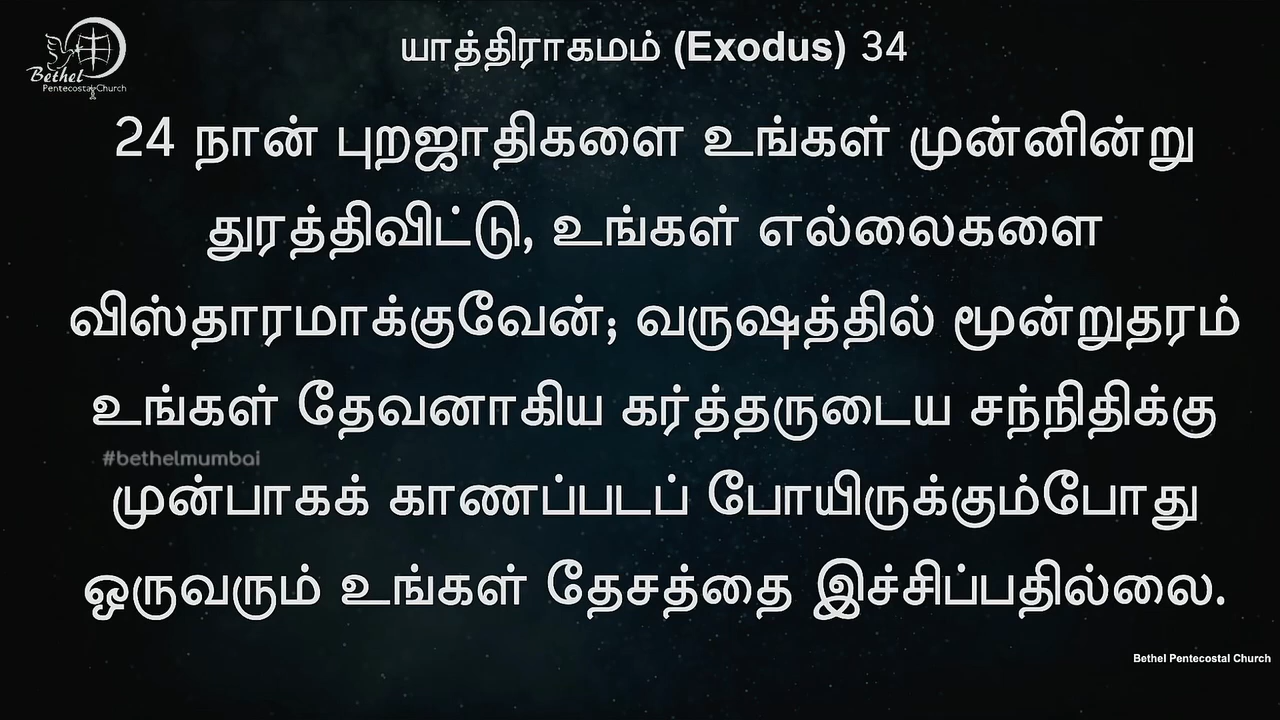 Bethel
Pentecostal Church
யாத்திராகமம் (Exodus) 34
24 நான் புறஜாதிகளை உங்கள் முன்னின்று
துரத்திவிட்டு, உங்கள் எல்லைகளை
விஸ்தாரமாக்குவேன்; வருஷத்தில் மூன்றுதரம்
உங்கள் தேவனாகிய கர்த்தருடைய சந்நிதிக்கு
#bethelmumbai
முன்பாகக் காணப்படப் போயிருக்கும்போது
ஒருவரும் உங்கள் தேசத்தை இச்சிப்பதில்லை.
Bethel Pentecostal Church